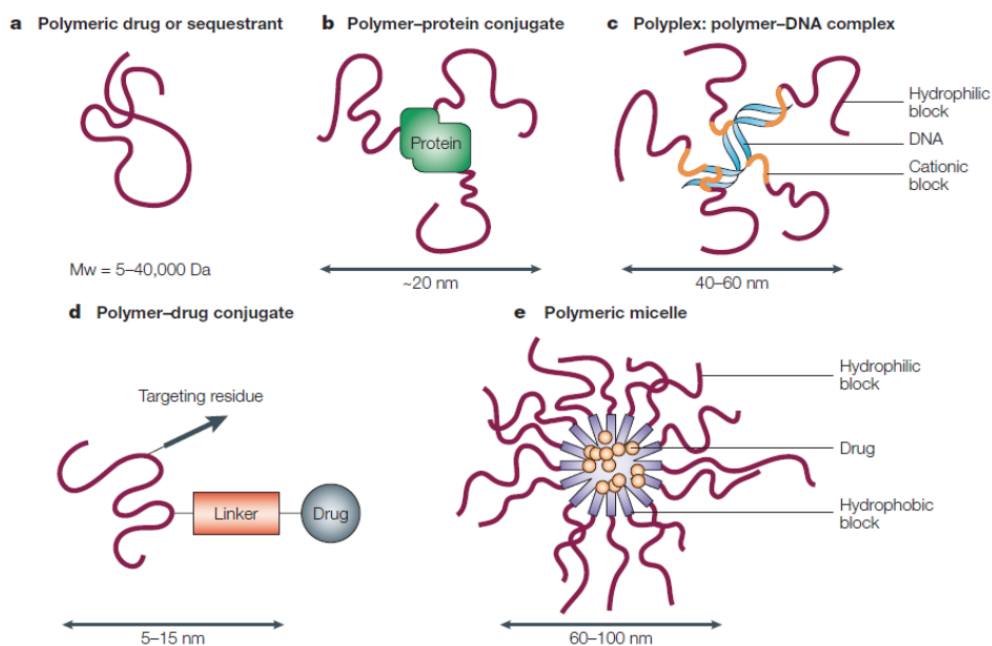 a Polymeric drug or sequestrant
b Polymer–protein conjugate
c Polyplex: polymer–DNA complex
Protein
Hydrophilic
block
DNA
Cationic
block
Mw = 5–40,000 Da
~20 nm
40–60 nm
d Polymer–drug conjugate
e Polymeric micelle
Targeting residue
Linker
Drug
Hydrophilic
block
Drug
Hydrophobic
block
5–15 nm
60–100 nm